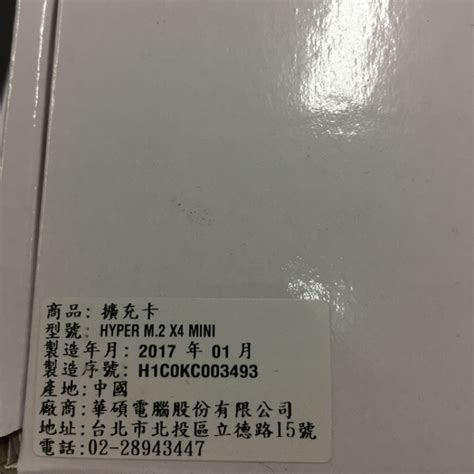 商品: 擴充卡
型號: HYPER M.2 X4 MINI
製造年月: 2017 年 01 月
製造序號: H1C0KC003493
產地:中國
廠商:華碩電腦股份有限公司
地址:台北市北投區立德路15號
電話:02-28943447